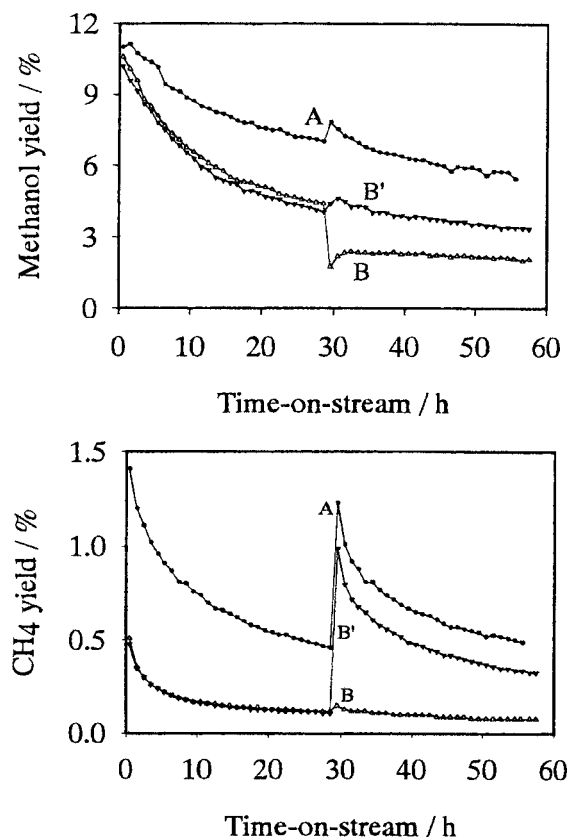 12
9
6
3
0
Methanol yield / %
A
B'
B
0 10 20 30 40 50 60
Time-on-stream / h
1.5
1.0
0.5
0.0
CH4 yield / %
A
B'
B
0 10 20 30 40 50 60
Time-on-stream / h